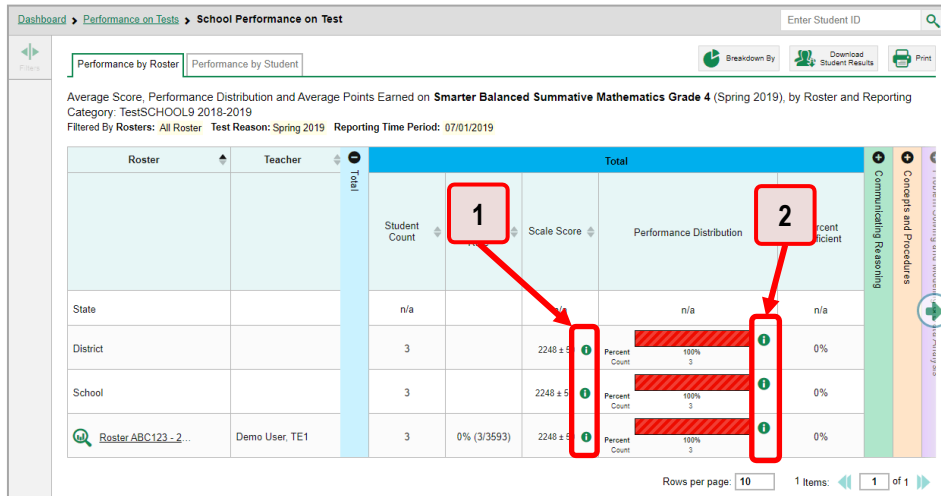 Dashboard > Performance on Tests > School Performance on Test
Enter Student ID
Filters
Performance by Roster
Performance by Student
Breakdown By
Download Student Results
Print
Average Score, Performance Distribution and Average Points Earned on Smarter Balanced Summative Mathematics Grade 4 (Spring 2019), by Roster and Reporting
Category: TestSCHOOL9 2018-2019
Filtered By Rosters: All Roster Test Reason: Spring 2019 Reporting Time Period: 07/01/2019
Roster Teacher Total Total
Communicating Reasoning
Concepts and Procedures
1
2
Student Count
Scale Score
Performance Distribution
State n/a n/a n/a
District 3 2248 ± 5 Percent 100% 0%
Count 3
School 3 2248 ± 5 Percent 100% 0%
Count 3
Roster ABC123 - 2... Demo User, TE1 3 0% (3/3593) 2248 ± 5 Percent 100% 0%
Count 3
Rows per page: 10 1 Items: 1 of 1